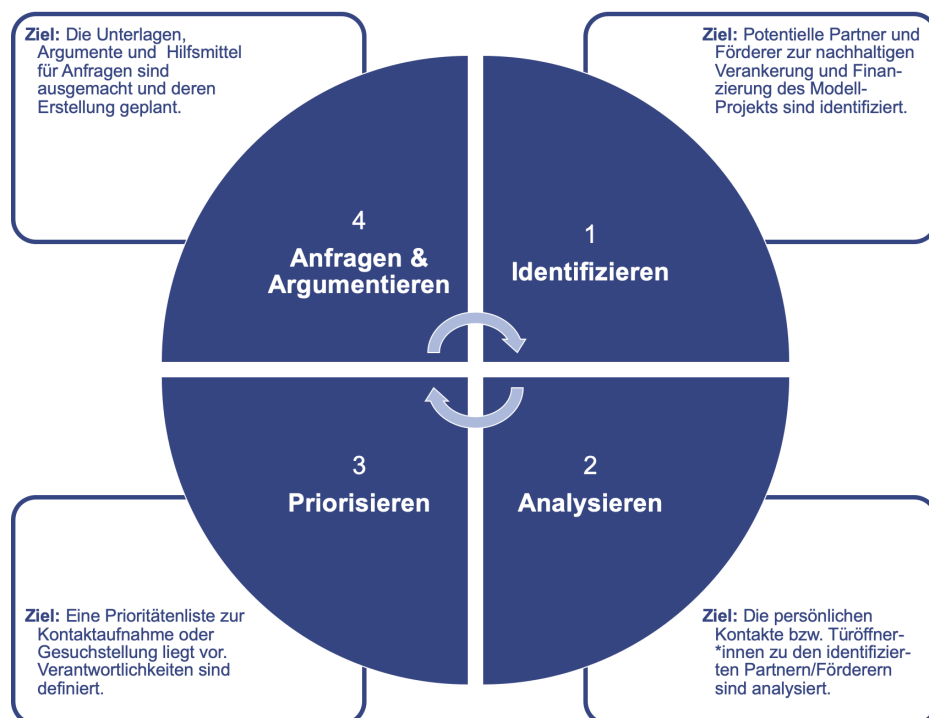 Ziel: Die Unterlagen,
Argumente und Hilfsmittel
für Anfragen sind
ausgemacht und deren
Erstellung geplant.
Ziel: Potentielle Partner und
Förderer zur nachhaltigen
Verankerung und Finan-
zierung des Modell-
Projekts sind identifiziert.
4
Anfragen &
Argumentieren
1
Identifizieren
3
Priorisieren
2
Analysieren
Ziel: Eine Prioritätenliste zur
Kontaktaufnahme oder
Gesuchstellung liegt vor.
Verantwortlichkeiten sind
definiert.
Ziel: Die persönlichen
Kontakte bzw. Türöffner-
*innen zu den identifizier-
ten Partnern/Förderern
sind analysiert.